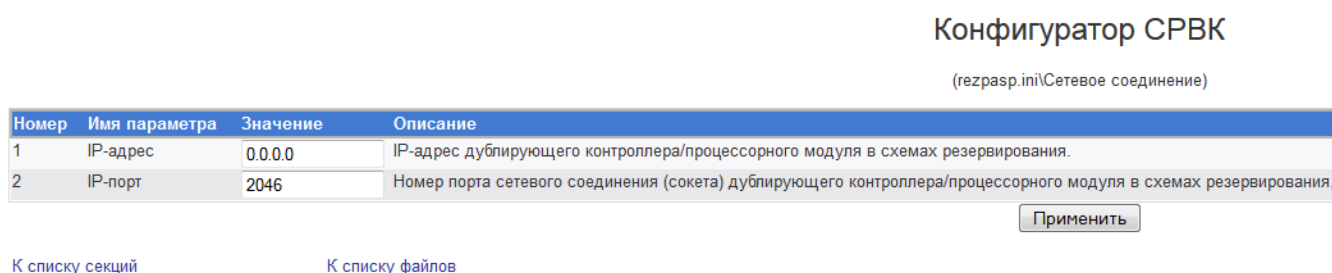 Конфигуратор СРВК
(rezpasp.ini\Сетевое соединение)
Номер Имя параметра Значение Описание
1 IP-адрес 0.0.0.0 IP-адрес дублирующего контроллера/процессорного модуля в схемах резервирования.
2 IP-порт 2046 Номер порта сетевого соединения (сокета) дублирующего контроллера/процессорного модуля в схемах резервирования.
Применить
К списку секций К списку файлов